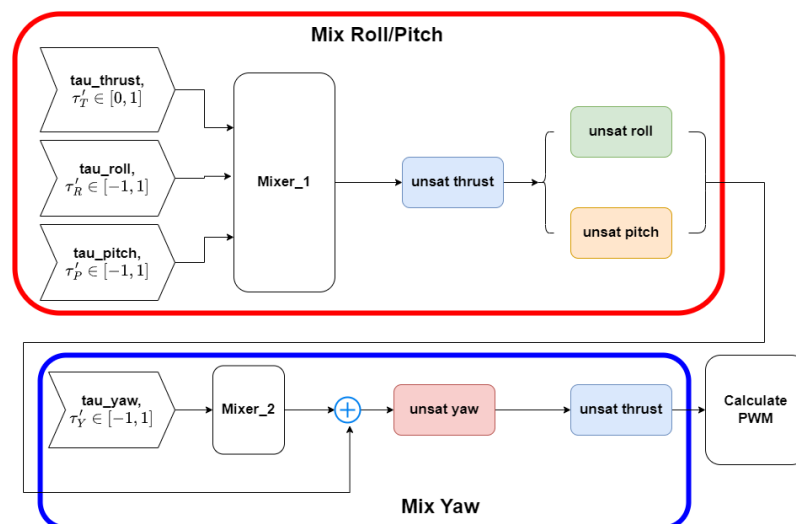 Mix Roll/Pitch
tau_thrust,
τ′_T ∈ [0, 1]
tau_roll,
τ′_R ∈ [−1, 1]
tau_pitch,
τ′_P ∈ [−1, 1]
Mixer_1
unsat thrust
unsat roll
unsat pitch
tau_yaw,
τ′_Y ∈ [−1, 1]
Mixer_2
unsat yaw
unsat thrust
Calculate
PWM
Mix Yaw